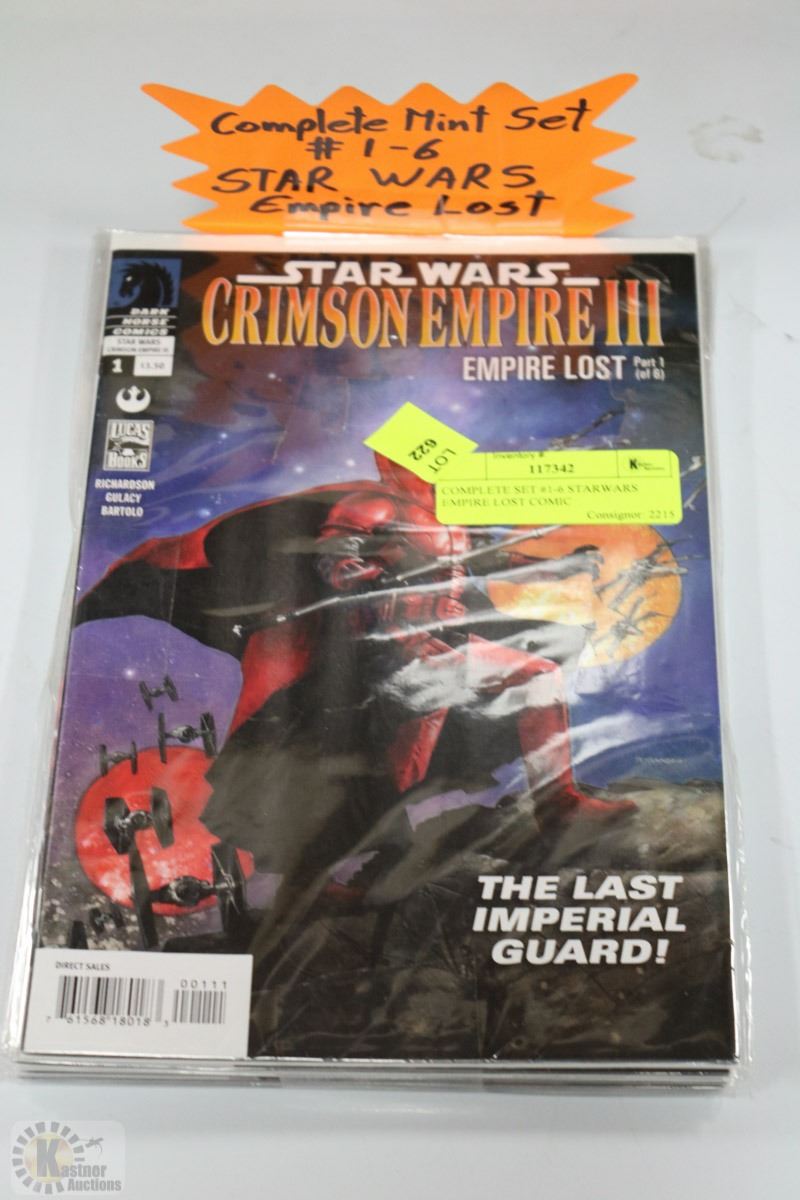 Complete Mint Set
# 1-6
STAR WARS
Empire Lost
STAR WARS
CRIMSON EMPIRE III
EMPIRE LOST Part 1
(of 6)
DARK
HORSE
COMICS
STAR WARS
CRIMSON EMPIRE III
1 $3.50
LUCAS
BOOKS
RICHARDSON
GULACY
BARTOLO
LOT
622
Inventory #
117342
COMPLETE SET #1-6 STARWARS
EMPIRE LOST COMIC
Consignor: 2215
THE LAST
IMPERIAL
GUARD!
DIRECT SALES
00111
7 61568 18018 3
Kastner
Auctions